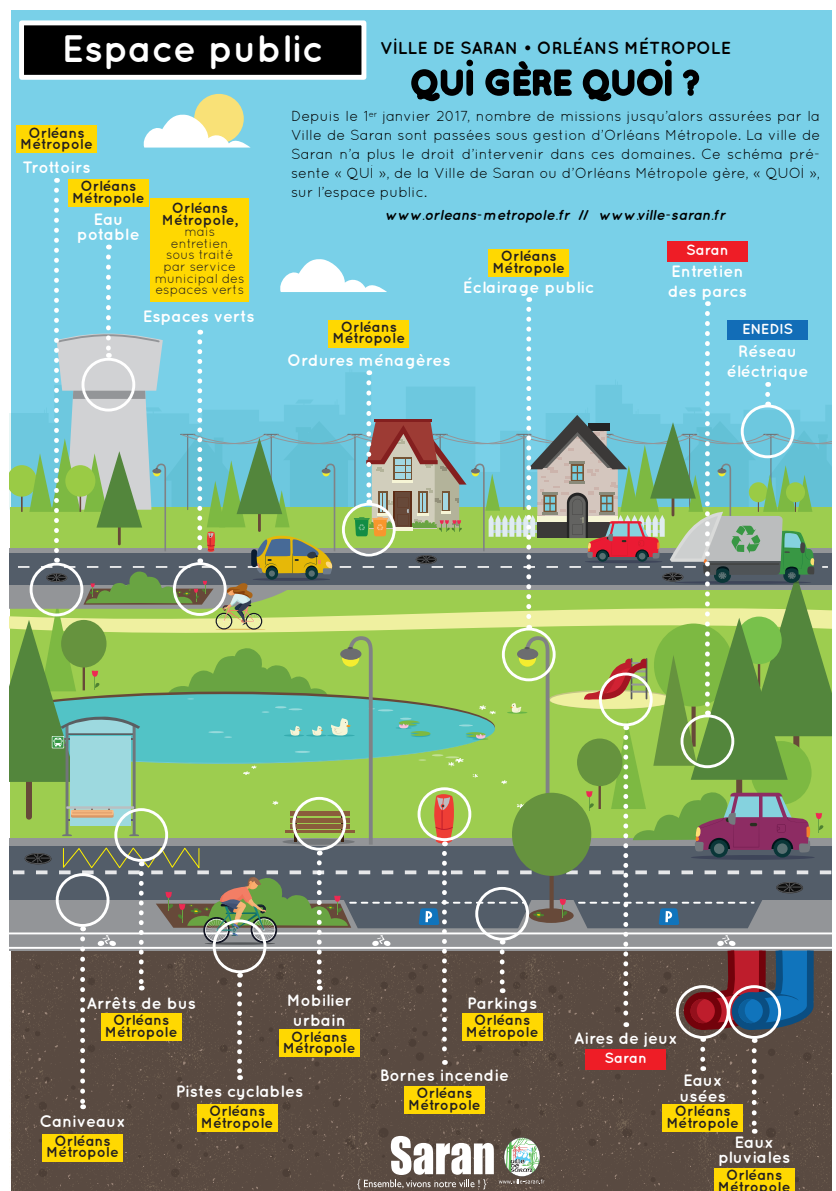 Espace public
VILLE DE SARAN • ORLÉANS MÉTROPOLE
QUI GÈRE QUOI ?
Depuis le 1er janvier 2017, nombre de missions jusqu'alors assurées par la
Ville de Saran sont passées sous gestion d'Orléans Métropole. La ville de
Saran n'a plus le droit d'intervenir dans ces domaines. Ce schéma pré-
sente « QUI », de la Ville de Saran ou d'Orléans Métropole gère, « QUOI »,
sur l'espace public.
www.orleans-metropole.fr // www.ville-saran.fr
Orléans
Métropole
Trottoirs
Orléans
Métropole
Eau
potable
Orléans
Métropole,
mais
entretien
sous traité
par service
municipal des
espaces verts
Espaces verts
Orléans
Métropole
Ordures ménagères
Orléans
Métropole
Éclairage public
Saran
Entretien
des parcs
ENEDIS
Réseau
éléctrique
P
P
Arrêts de bus
Orléans
Métropole
Mobilier
urbain
Orléans
Métropole
Parkings
Orléans
Métropole
Aires de jeux
Saran
Bornes incendie
Orléans
Métropole
Pistes cyclables
Orléans
Métropole
Caniveaux
Orléans
Métropole
Eaux
usées
Orléans
Métropole
Eaux
pluviales
Orléans
Métropole
Saran
{ Ensemble, vivons notre ville ! }
VILLE DE SARAN
www.ville-saran.fr